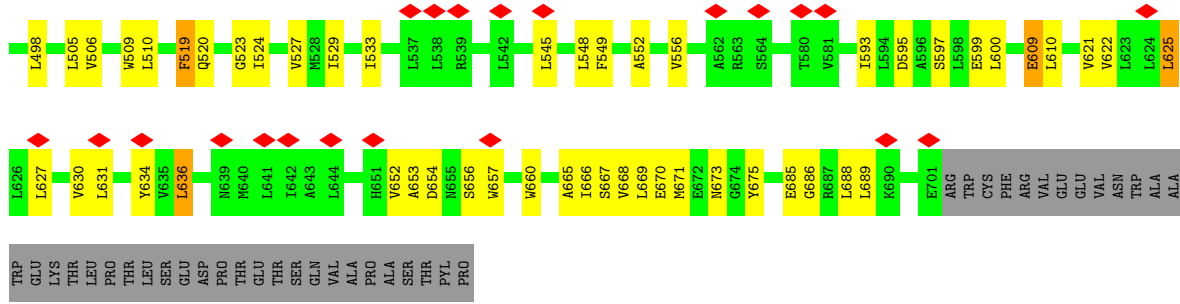 L498 L505 V506 W509 L510 F519 Q520 G523 I524 V527 M528 I529 I533 L537 L538 R539 L542 L545 L548 F549 A552 V556 A562 R563 S564 T580 V581 I593 L594 D595 A596 S597 L598 E599 L600 E609 L610 V621 V622 L623 L624 L625
L626 L627 V630 L631 Y634 V635 L636 N639 M640 L641 I642 A643 L644 H651 V652 A653 D654 N655 S656 W657 W660 A665 I666 S667 V668 L669 E670 M671 E672 N673 G674 Y675 E685 G686 R687 L688 L689 K690 E701 ARG TRP CYS PHE ARG VAL GLU GLU VAL ASN TRP ALA ALA
TRP GLU LYS THR LEU PRO THR LEU SER GLU ASP PRO THR GLU THR SER GLN VAL ALA PRO ALA SER THR PYL PRO